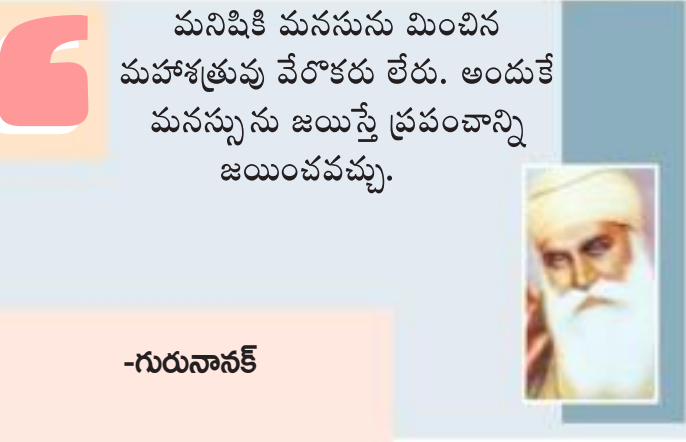 మనిషికి మనసును మించిన
మహాశత్రువు వేరొకరు లేరు. అందుకే
మనస్సును జయిస్తే ప్రపంచాన్ని
జయించవచ్చు.
-గురునానక్